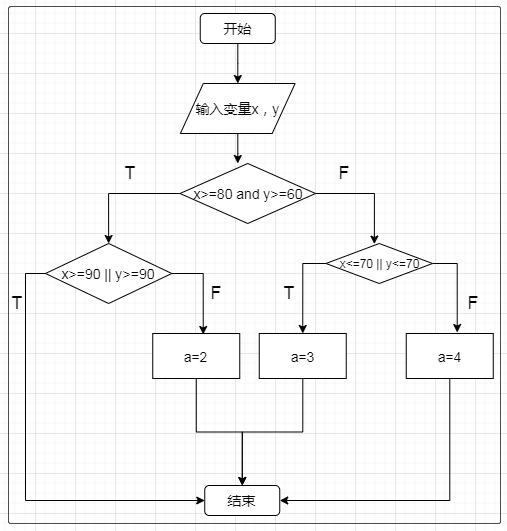 开始
输入变量x，y
T
F
x>=80 and y>=60
x>=90 || y>=90
x<=70 || y<=70
T
F
T
F
a=2
a=3
a=4
结束